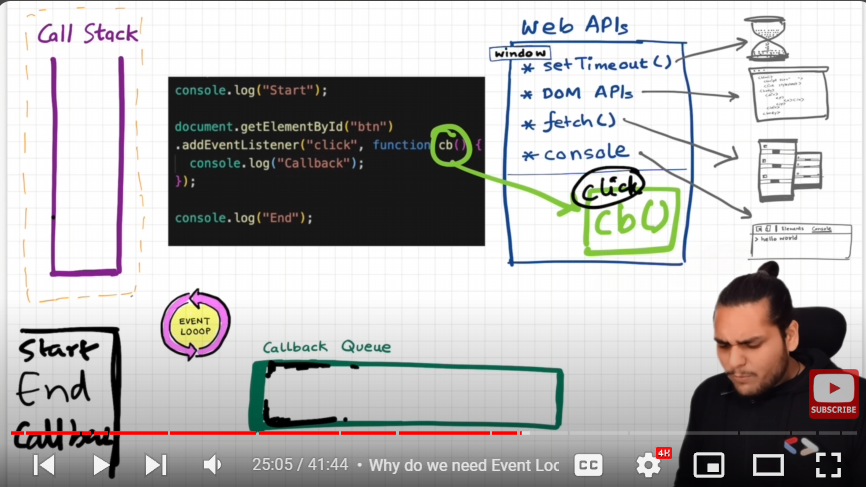 Call Stack
console.log("Start");
document.getElementById("btn")
.addEventListener("click", function cb() {
console.log("Callback");
});
console.log("End");
Web APIs
window
* setTimeout()
* DOM APIs
* fetch()
* console
click
cb()
Elements Console
> hello world
EVENT
LOOOP
Callback Queue
Start
End
SUBSCRIBE
25:05 / 41:44 • Why do we need Event Loo
CC
4K